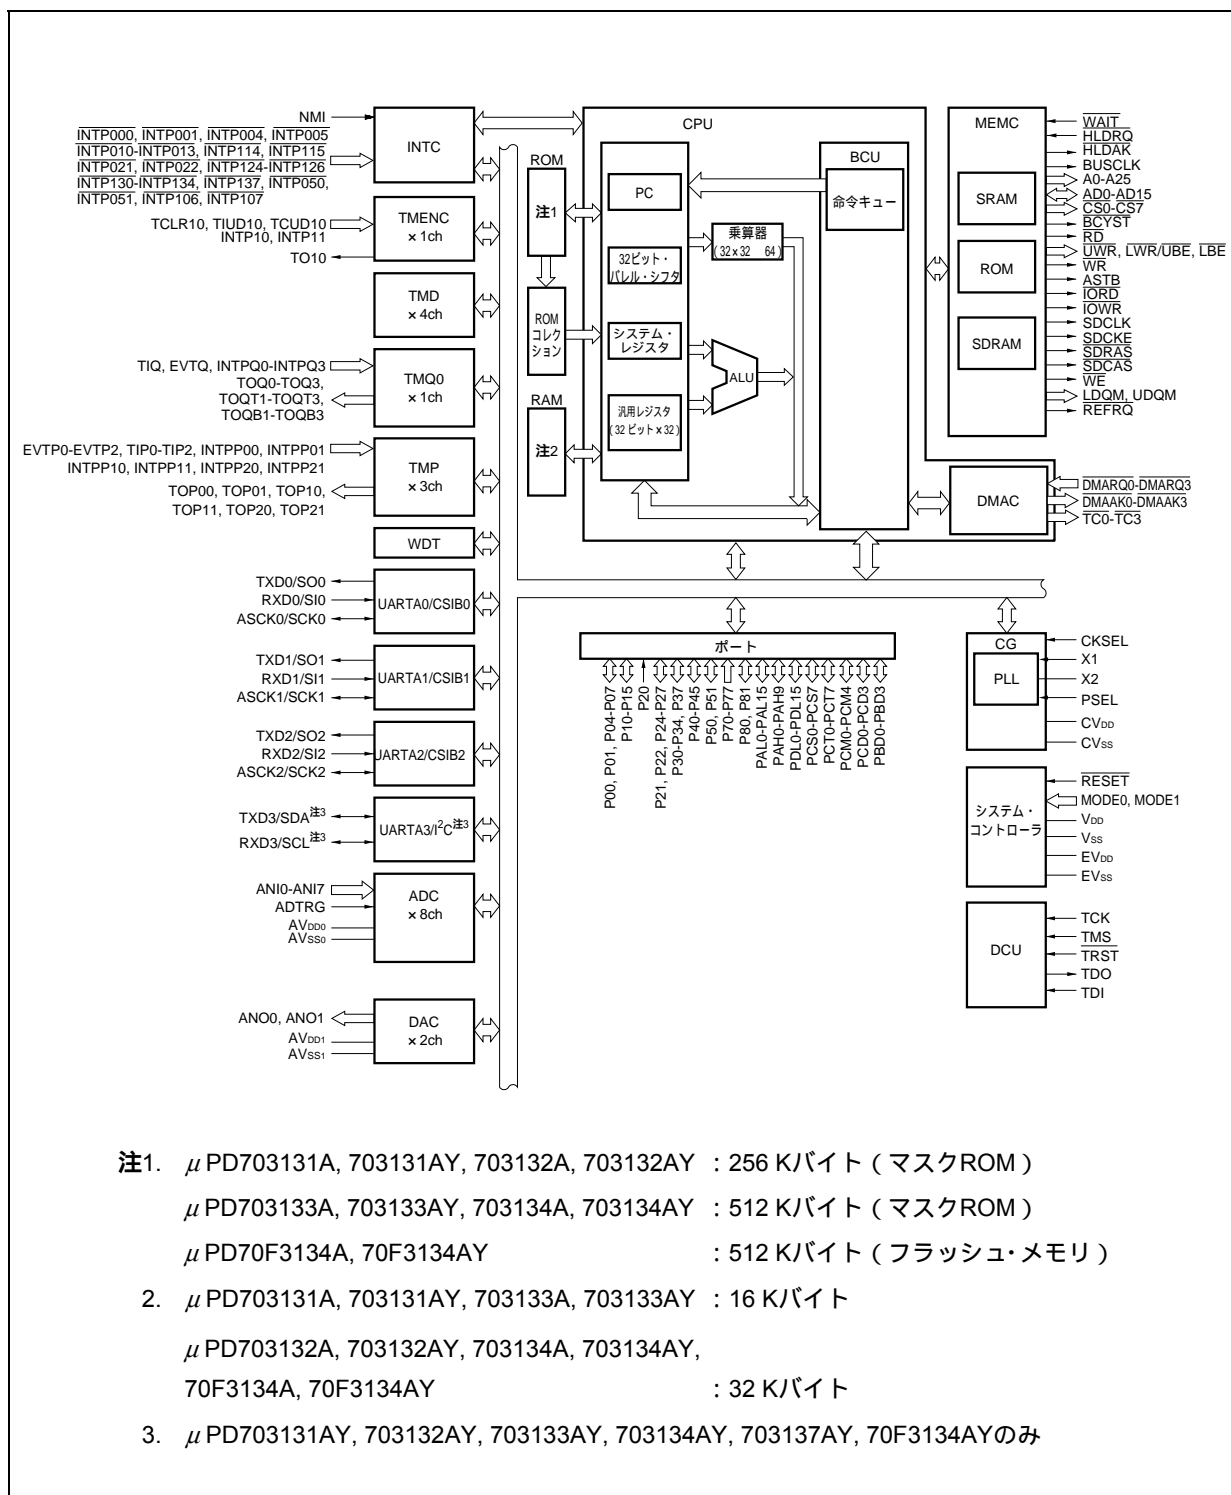 NMI
INTP000, INTP001, INTP004, INTP005
INTP010-INTP013, INTP114, INTP115
INTP021, INTP022, INTP124-INTP126
INTP130-INTP134, INTP137, INTP050,
INTP051, INTP106, INTP107
INTC
TCLR10, TIUD10, TCUD10
INTP10, INTP11
TO10
TMENC
×1ch
TMD
×4ch
TIQ, EVTQ, INTPQ0-INTPQ3
TOQ0-TOQ3,
TOQT1-TOQT3,
TOQB1-TOQB3
TMQ0
×1ch
EVTP0-EVTP2, TIP0-TIP2, INTPP00, INTPP01
INTPP10, INTPP11, INTPP20, INTPP21
TOP00, TOP01, TOP10,
TOP11, TOP20, TOP21
TMP
×3ch
WDT
TXD0/SO0
RXD0/SI0
ASCK0/SCK0
UARTA0/CSIB0
TXD1/SO1
RXD1/SI1
ASCK1/SCK1
UARTA1/CSIB1
TXD2/SO2
RXD2/SI2
ASCK2/SCK2
UARTA2/CSIB2
TXD3/SDA注3
RXD3/SCL注3
UARTA3/I²C注3
ANI0-ANI7
ADTRG
AVDD0
AVSS0
ADC
×8ch
ANO0, ANO1
AVDD1
AVSS1
DAC
×2ch
ROM
注1
ROM
コレク
ション
RAM
注2
CPU
PC
32ビット・
バレル・シフタ
システム・
レジスタ
汎用レジスタ
(32 ビット×32)
乗算器
(32×32 64)
ALU
BCU
命令キュー
MEMC
SRAM
ROM
SDRAM
WAIT
HLDRQ
HLDAK
BUSCLK
A0-A25
AD0-AD15
CS0-CS7
BCYST
RD
UWR, LWR/UBE, LBE
WR
ASTB
IORD
IOWR
SDCLK
SDCKE
SDRAS
SDCAS
WE
LDQM, UDQM
REFRQ
DMAC
DMARQ0-DMARQ3
DMAAK0-DMAAK3
TC0-TC3
ポート
P00, P01, P04-P07
P10-P15
P20
P21, P22, P24-P27
P30-P34, P37
P40-P45
P50, P51
P70-P77
P80, P81
PAL0-PAL15
PAH0-PAH9
PDL0-PDL15
PCS0-PCS7
PCT0-PCT7
PCM0-PCM4
PCD0-PCD3
PBD0-PBD3
CG
PLL
CKSEL
X1
X2
PSEL
CVDD
CVSS
システム・
コントローラ
RESET
MODE0, MODE1
VDD
VSS
EVDD
EVSS
DCU
TCK
TMS
TRST
TDO
TDI
注1. μPD703131A, 703131AY, 703132A, 703132AY : 256 Kバイト（マスクROM）
μPD703133A, 703133AY, 703134A, 703134AY : 512 Kバイト（マスクROM）
μPD70F3134A, 70F3134AY : 512 Kバイト（フラッシュ・メモリ）
2. μPD703131A, 703131AY, 703133A, 703133AY : 16 Kバイト
μPD703132A, 703132AY, 703134A, 703134AY,
70F3134A, 70F3134AY : 32 Kバイト
3. μPD703131AY, 703132AY, 703133AY, 703134AY, 703137AY, 70F3134AYのみ